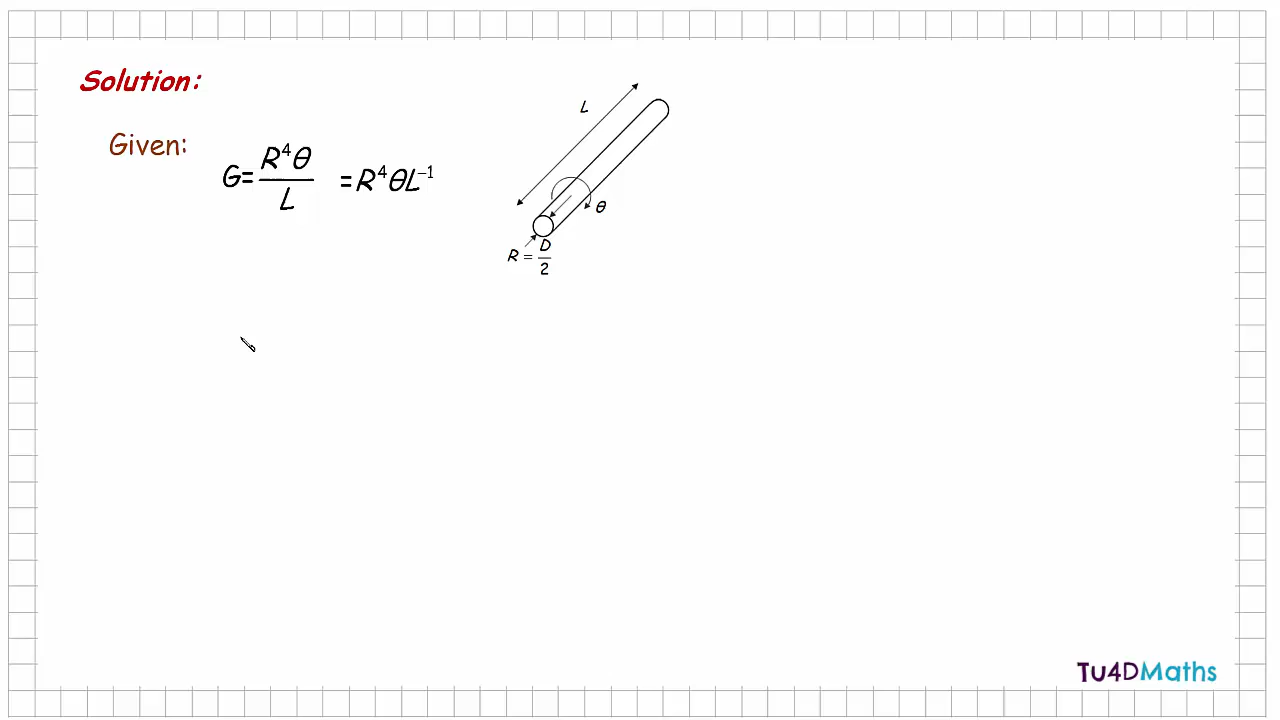 Solution:
Given:
G= R⁴θ / L = R⁴θL⁻¹
L
θ
R = D / 2
Tu4DMaths